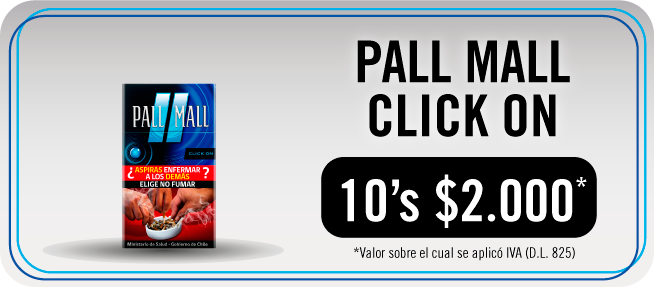 PALL MALL
CLICK ON
10's $2.000*
*Valor sobre el cual se aplicó IVA (D.L. 825)
PALL MALL
CLICK ON
¿ASPIRAS ENFERMAR
A LOS DEMÁS?
ELIGE NO FUMAR
Ministerio de Salud - Gobierno de Chile